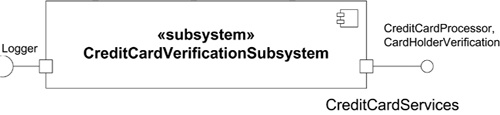 «subsystem»
CreditCardVerificationSubsystem
Logger
CreditCardProcessor,
CardHolderVerification
CreditCardServices